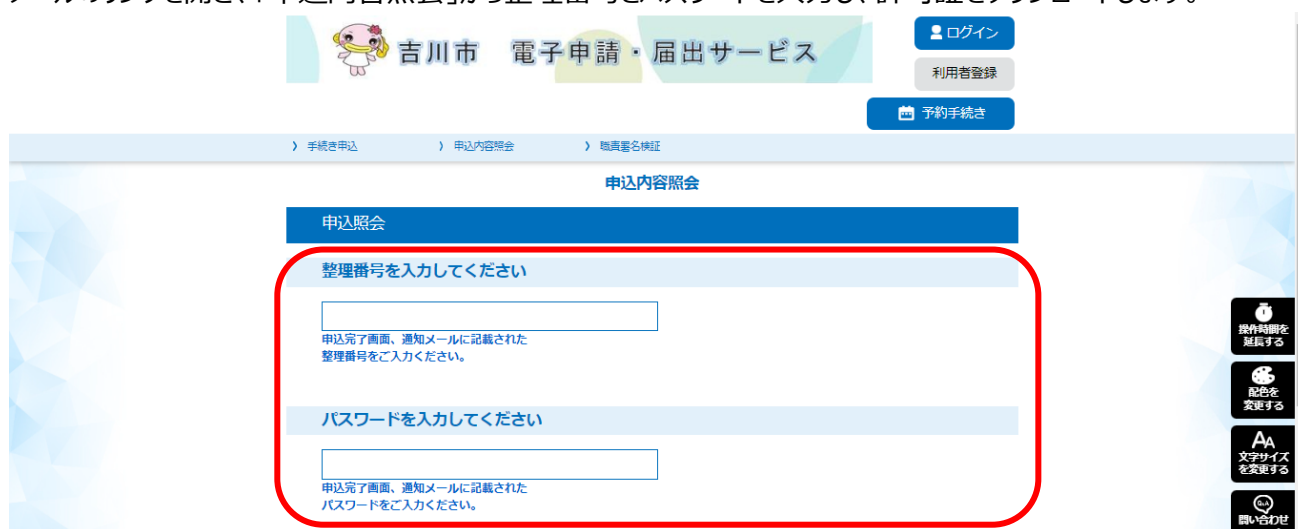 吉川市 電子申請・届出サービス
ログイン
利用者登録
予約手続き
手続き申込
申込内容照会
職責署名検証
申込内容照会
申込照会
整理番号を入力してください
申込完了画面、通知メールに記載された
整理番号をご入力ください。
パスワードを入力してください
申込完了画面、通知メールに記載された
パスワードをご入力ください。
操作時間を
延長する
配色を
変更する
AA
文字サイズ
を変更する
Q&A
問い合わせ